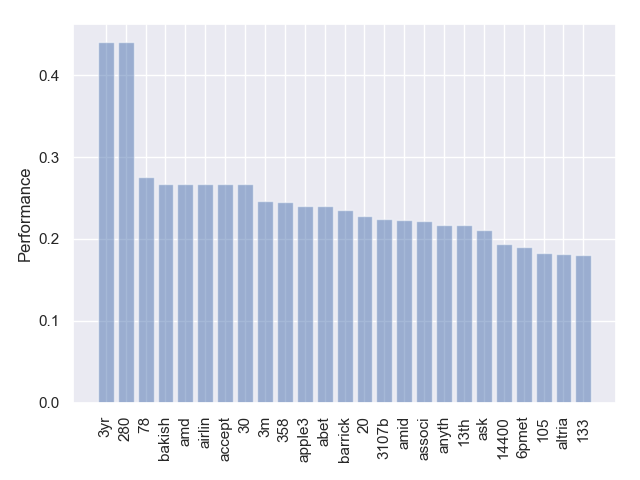 0.4
0.3
0.2
0.1
0.0
Performance
3yr
280
78
bakish
amd
airlin
accept
30
3m
358
apple3
abet
barrick
20
3107b
amid
associ
anyth
13th
ask
14400
6pmet
105
altria
133